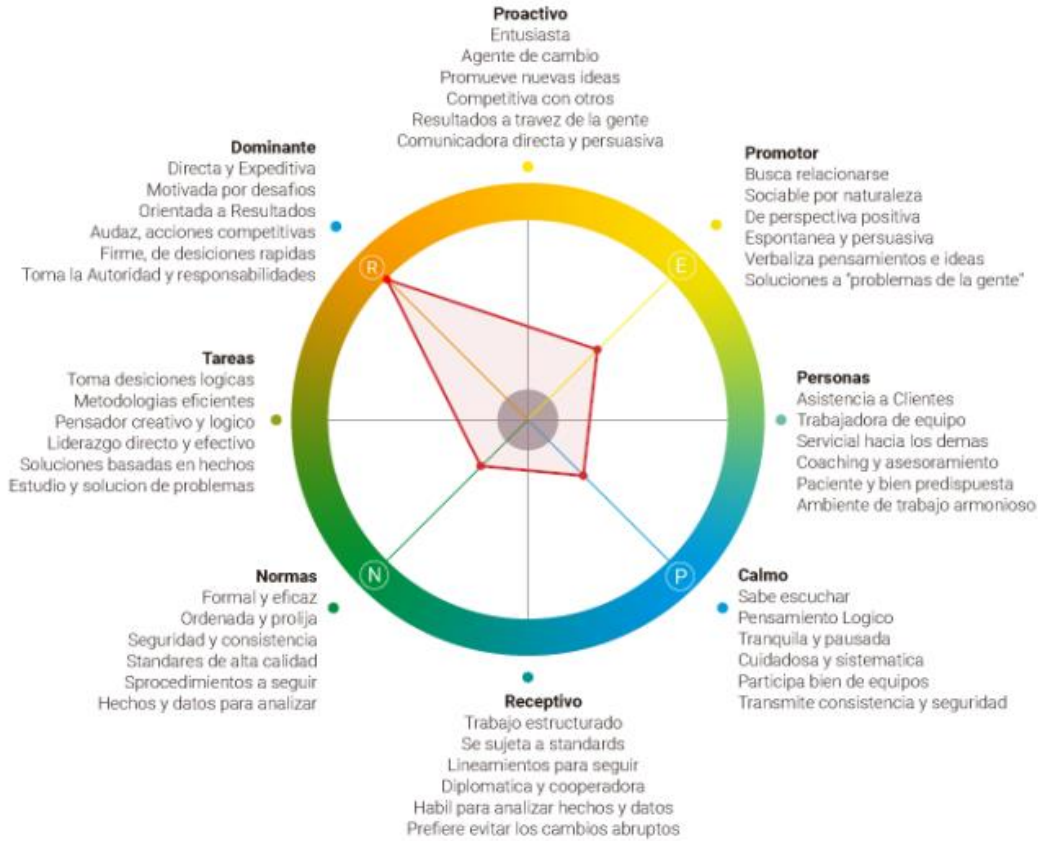 Proactivo
Entusiasta
Agente de cambio
Promueve nuevas ideas
Competitiva con otros
Resultados a travez de la gente
Comunicadora directa y persuasiva
Dominante
Directa y Expeditiva
Motivada por desafios
Orientada a Resultados
Audaz, acciones competitivas
Firme, de desiciones rapidas
Toma la Autoridad y responsabilidades
Promotor
Busca relacionarse
Sociable por naturaleza
De perspectiva positiva
Espontanea y persuasiva
Verbaliza pensamientos e ideas
Soluciones a "problemas de la gente"
R
E
Tareas
Toma desiciones logicas
Metodologias eficientes
Pensador creativo y logico
Liderazgo directo y efectivo
Soluciones basadas en hechos
Estudio y solucion de problemas
Personas
Asistencia a Clientes
Trabajadora de equipo
Servicial hacia los demas
Coaching y asesoramiento
Paciente y bien predispuesta
Ambiente de trabajo armonioso
N
P
Normas
Formal y eficaz
Ordenada y prolija
Seguridad y consistencia
Standares de alta calidad
Sprocedimientos a seguir
Hechos y datos para analizar
Calmo
Sabe escuchar
Pensamiento Logico
Tranquila y pausada
Cuidadosa y sistematica
Participa bien de equipos
Transmite consistencia y seguridad
Receptivo
Trabajo estructurado
Se sujeta a standards
Lineamientos para seguir
Diplomatica y cooperadora
Habil para analizar hechos y datos
Prefiere evitar los cambios abruptos